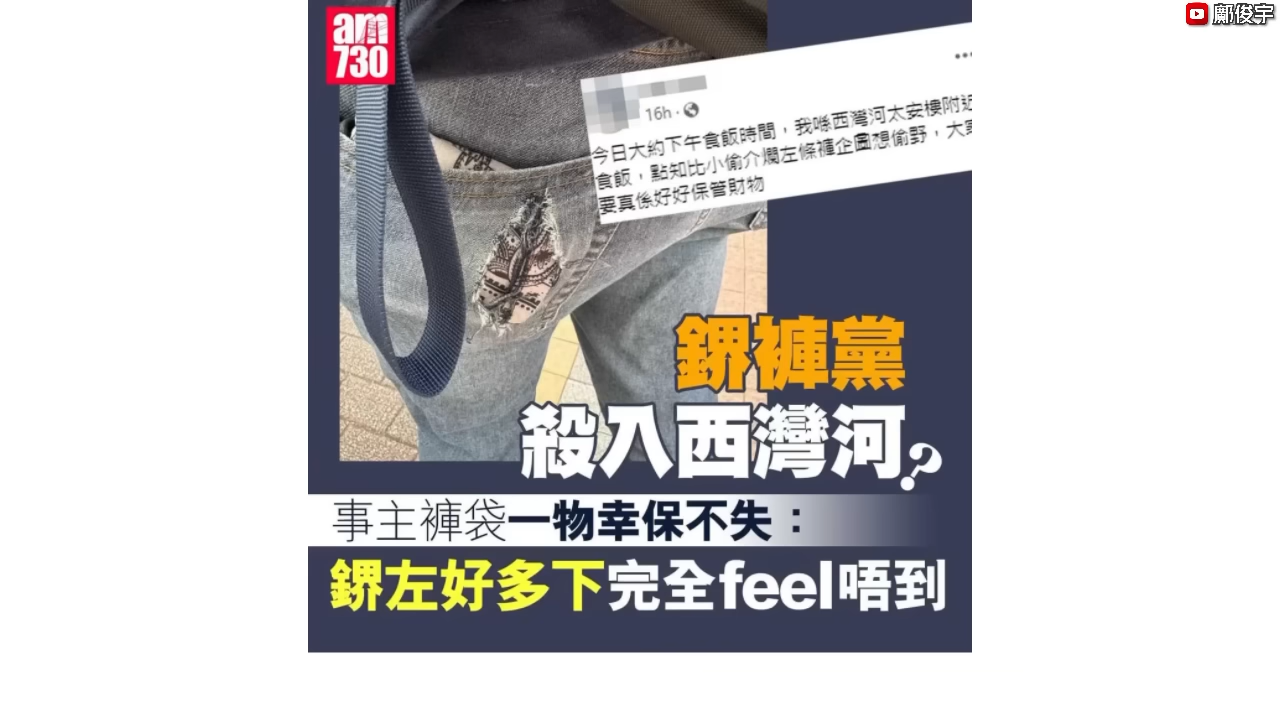 鄺俊宇
am
730
16h
今日大約下午食飯時間，我喺西灣河太安樓附近
食飯，點知比小偷介爛左條褲企圖想偷野，大家
要真係好好保管財物
鎅褲黨
殺入西灣河?
事主褲袋一物幸保不失：
鎅左好多下完全feel唔到